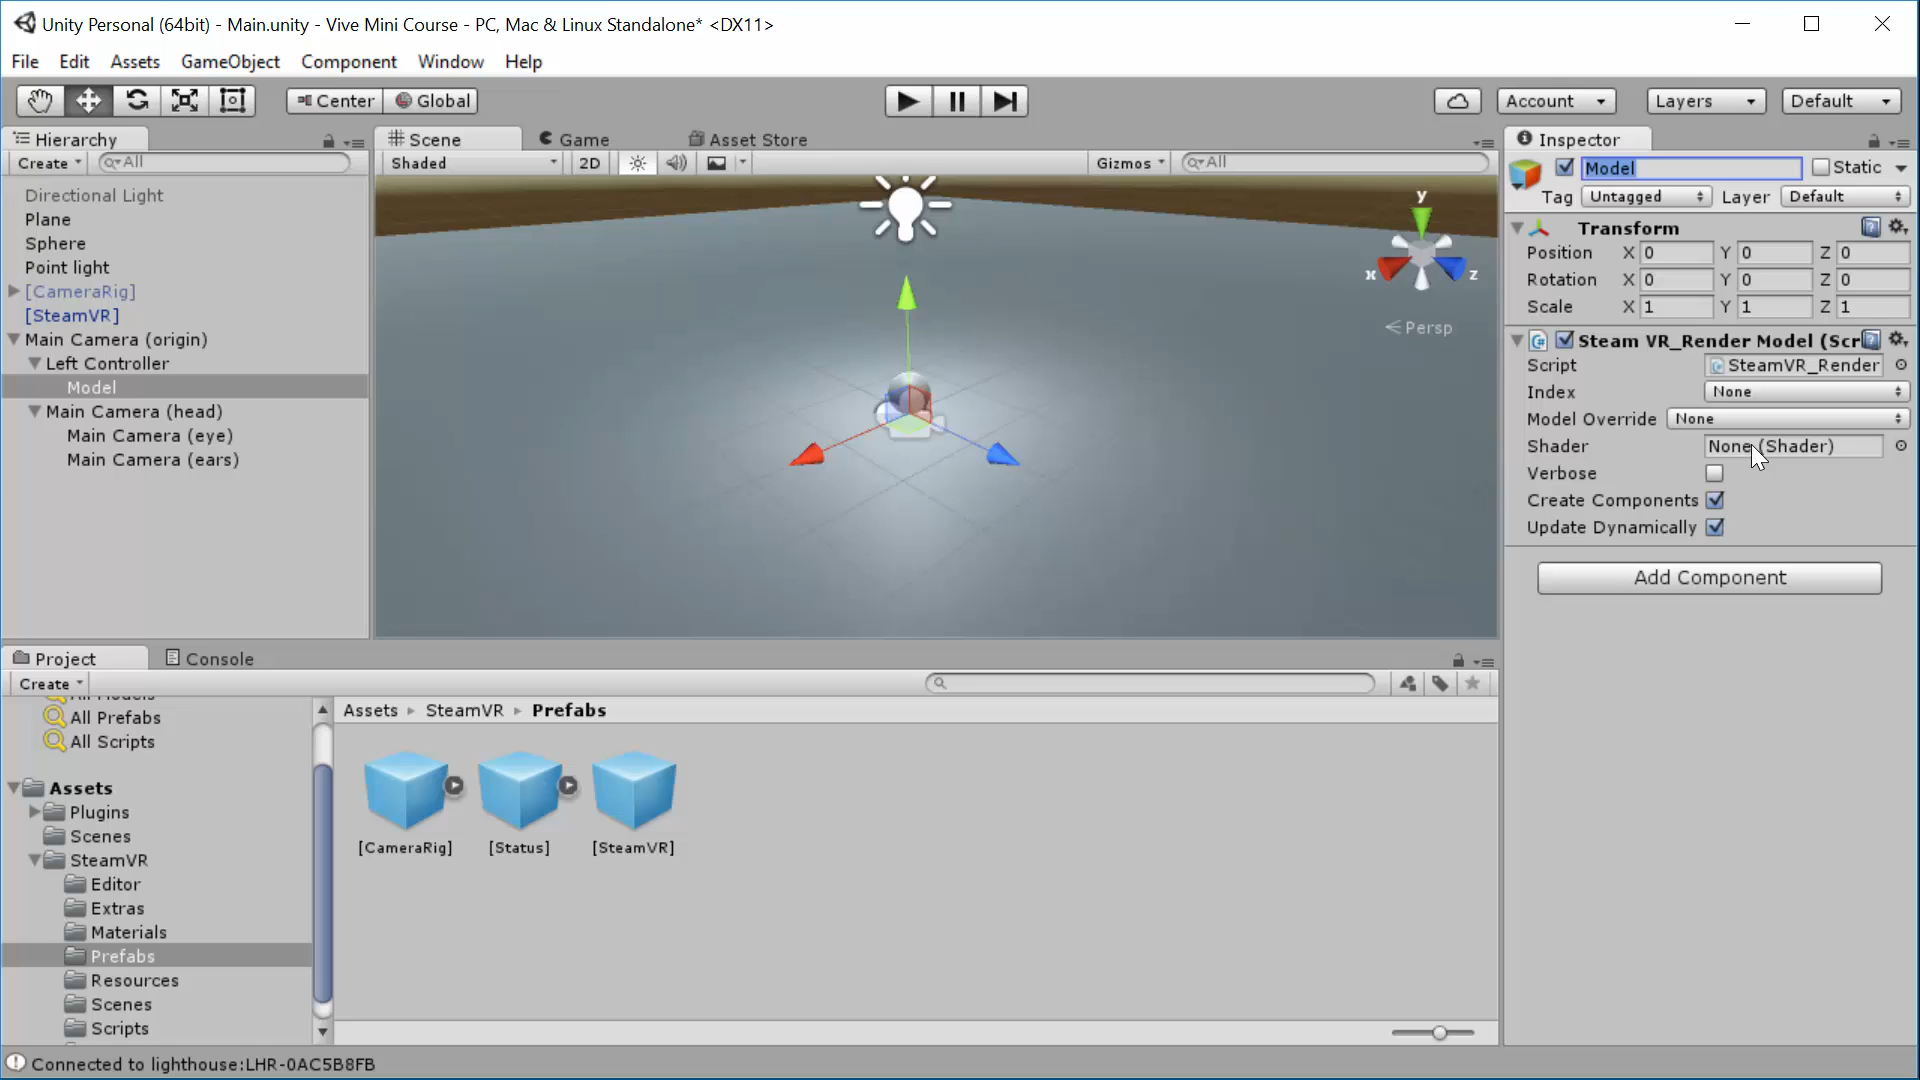 Unity Personal (64bit) - Main.unity - Vive Mini Course - PC, Mac & Linux Standalone* <DX11>
File Edit Assets GameObject Component Window Help
Center Global Account Layers Default
Hierarchy Scene Game Asset Store Inspector
Create All Shaded 2D Gizmos All Model Static
Tag Untagged Layer Default
Directional Light
Plane
Sphere
Point light
[CameraRig]
[SteamVR]
Main Camera (origin)
Left Controller
Model
Main Camera (head)
Main Camera (eye)
Main Camera (ears)
y
x
z
Persp
Transform
Position X 0 Y 0 Z 0
Rotation X 0 Y 0 Z 0
Scale X 1 Y 1 Z 1
Steam VR_Render Model (Scr
Script SteamVR_Render
Index None
Model Override None
Shader None (Shader)
Verbose
Create Components
Update Dynamically
Add Component
Project Console
Create
All Models
All Prefabs
All Scripts
Assets
Plugins
Scenes
SteamVR
Editor
Extras
Materials
Prefabs
Resources
Scenes
Scripts
Assets SteamVR Prefabs
[CameraRig] [Status] [SteamVR]
Connected to lighthouse:LHR-0AC5B8FB